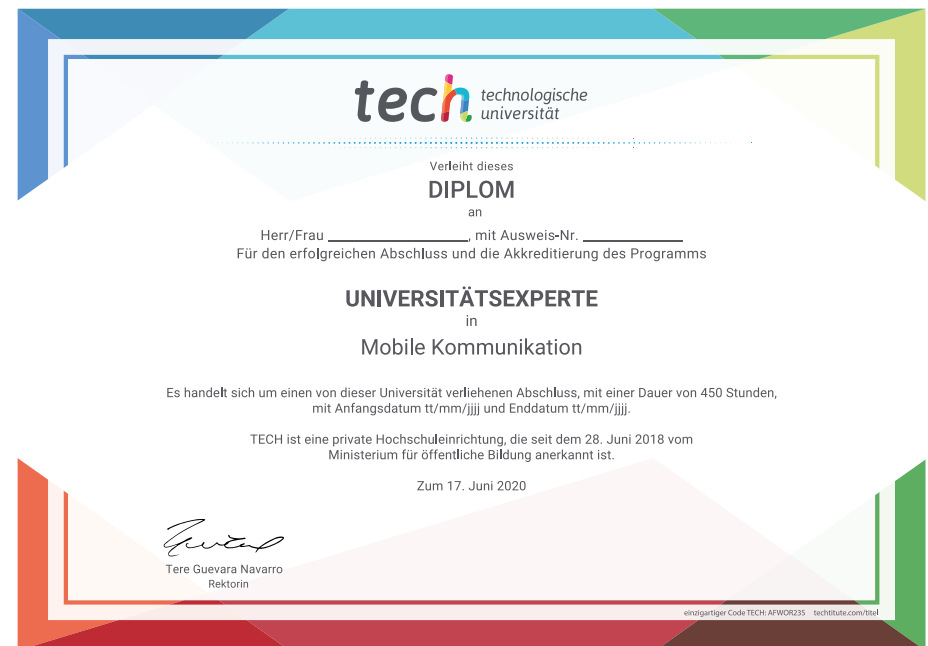 tech technologische
universität
Verleiht dieses
DIPLOM
an
Herr/Frau ____________, mit Ausweis-Nr. ____________
Für den erfolgreichen Abschluss und die Akkreditierung des Programms
UNIVERSITÄTSEXPERTE
in
Mobile Kommunikation
Es handelt sich um einen von dieser Universität verliehenen Abschluss, mit einer Dauer von 450 Stunden,
mit Anfangsdatum tt/mm/jjjj und Enddatum tt/mm/jjjj.
TECH ist eine private Hochschuleinrichtung, die seit dem 28. Juni 2018 vom
Ministerium für öffentliche Bildung anerkannt ist.
Zum 17. Juni 2020
Tere Guevara Navarro
Rektorin
einzigartiger Code TECH: AFWOR235 techtitute.com/titel